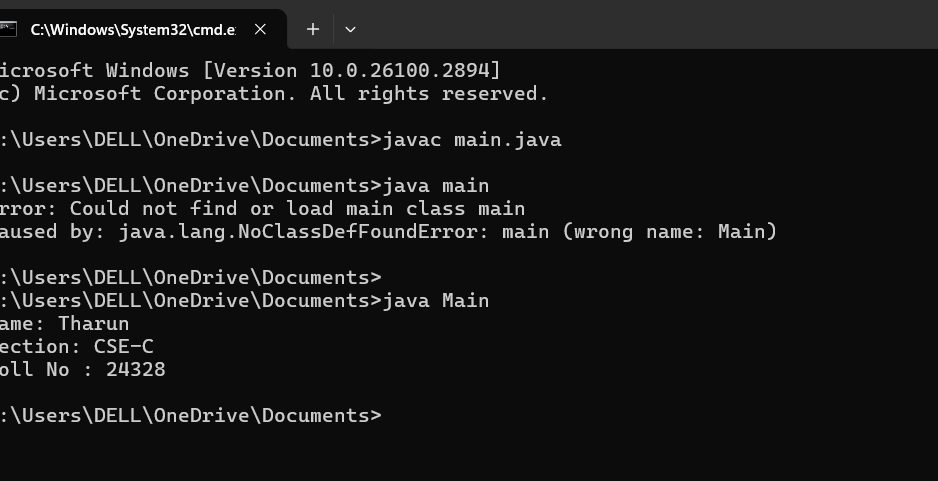 C:\Windows\System32\cmd.e:
icrosoft Windows [Version 10.0.26100.2894]
c) Microsoft Corporation. All rights reserved.
:\Users\DELL\OneDrive\Documents>javac main.java
:\Users\DELL\OneDrive\Documents>java main
rror: Could not find or load main class main
aused by: java.lang.NoClassDefFoundError: main (wrong name: Main)
:\Users\DELL\OneDrive\Documents>
:\Users\DELL\OneDrive\Documents>java Main
ame: Tharun
ection: CSE-C
oll No : 24328
:\Users\DELL\OneDrive\Documents>